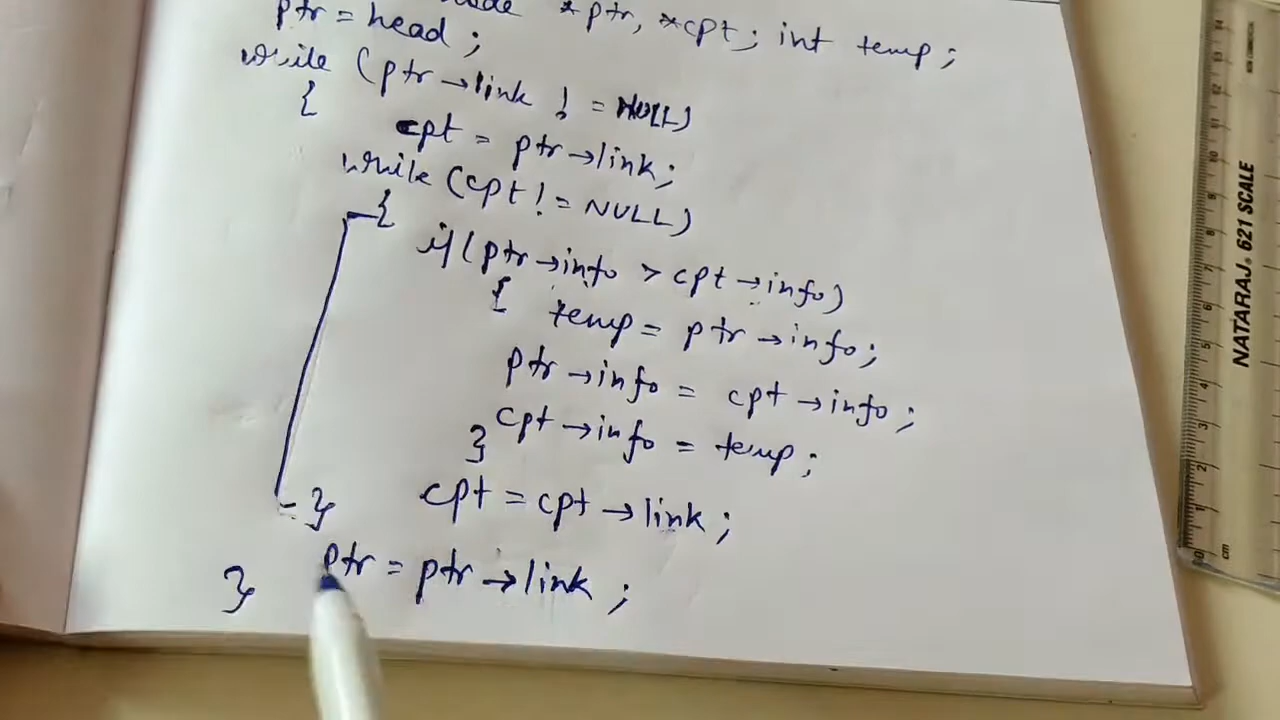 *ptr, *cpt; int temp;
ptr = head;
while (ptr→link != NULL)
{
cpt = ptr→link;
while (cpt != NULL)
{
if (ptr→info > cpt→info)
{ temp = ptr→info;
ptr→info = cpt→info;
cpt→info = temp;
}
cpt = cpt→link;
}
ptr = ptr→link;
}
NATARAJ. 621 SCALE